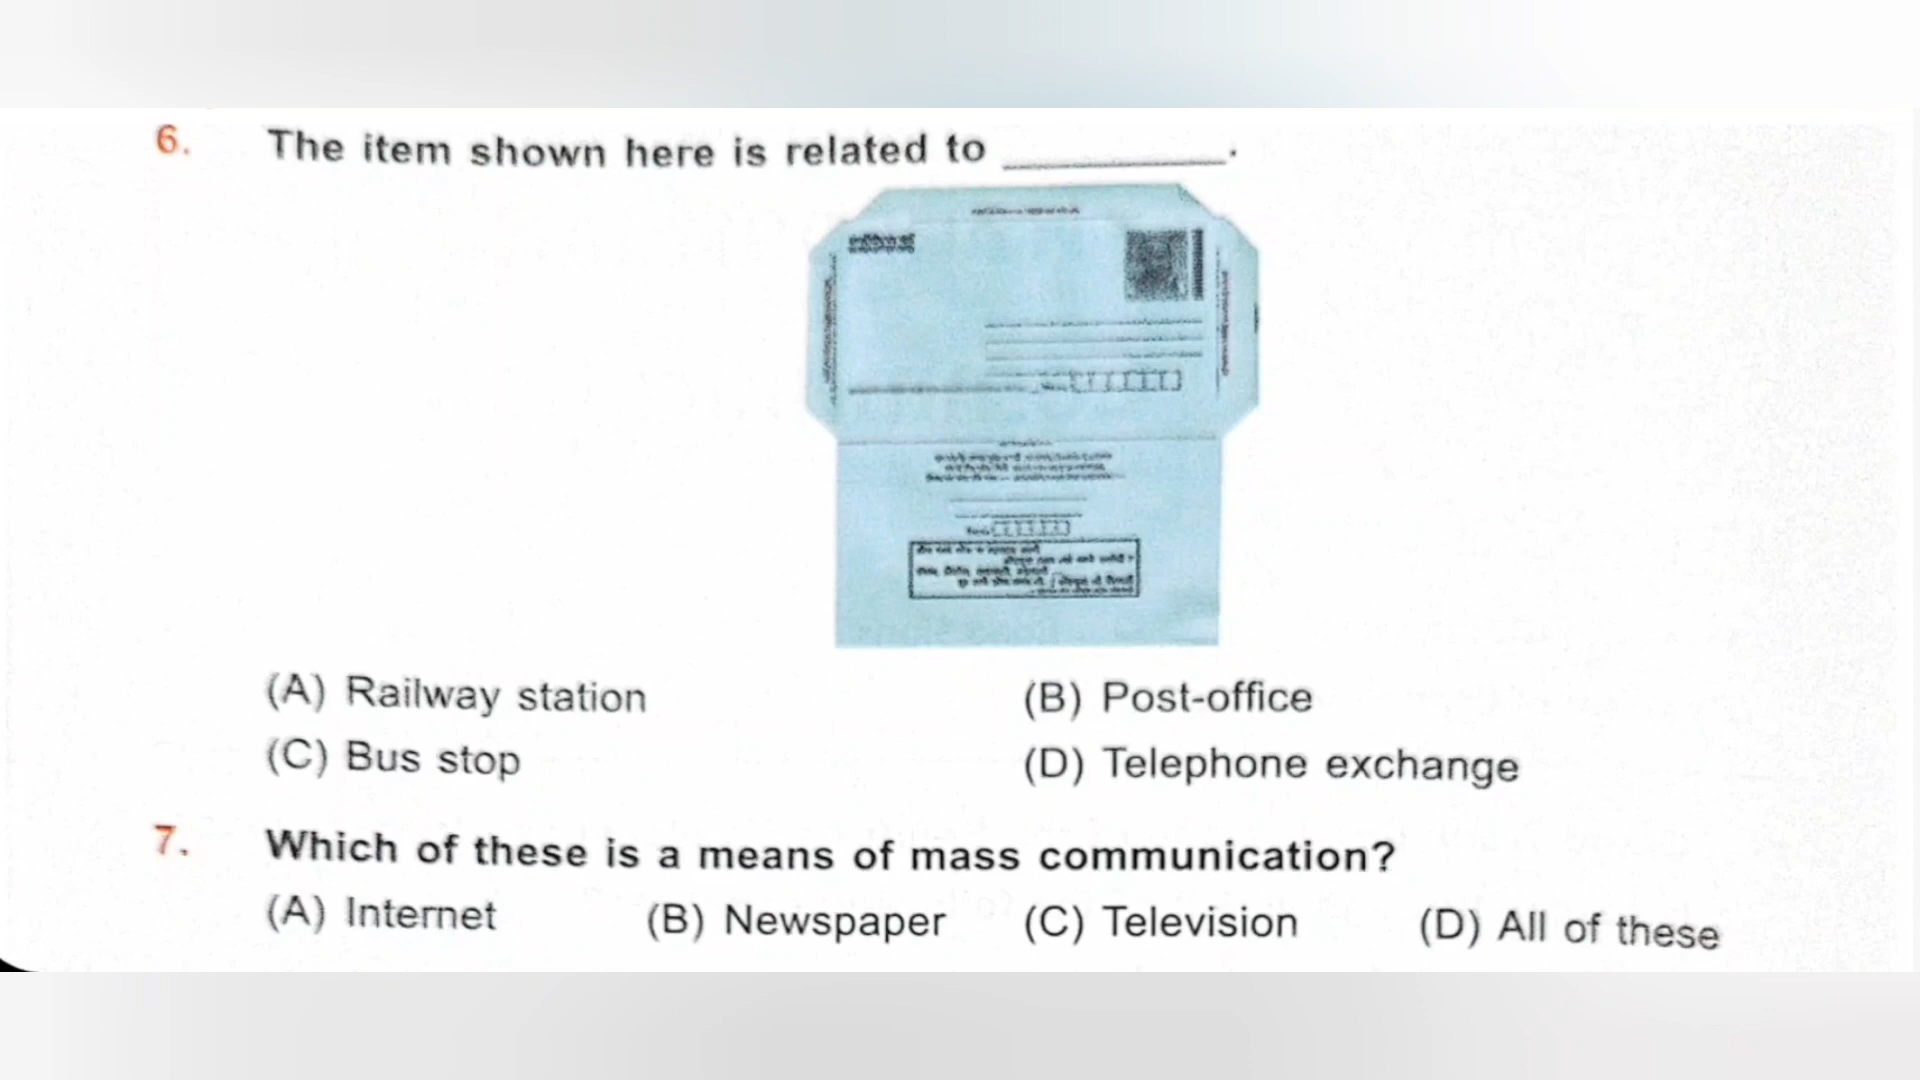 6. The item shown here is related to __________.
(A) Railway station (B) Post-office
(C) Bus stop (D) Telephone exchange
7. Which of these is a means of mass communication?
(A) Internet (B) Newspaper (C) Television (D) All of these